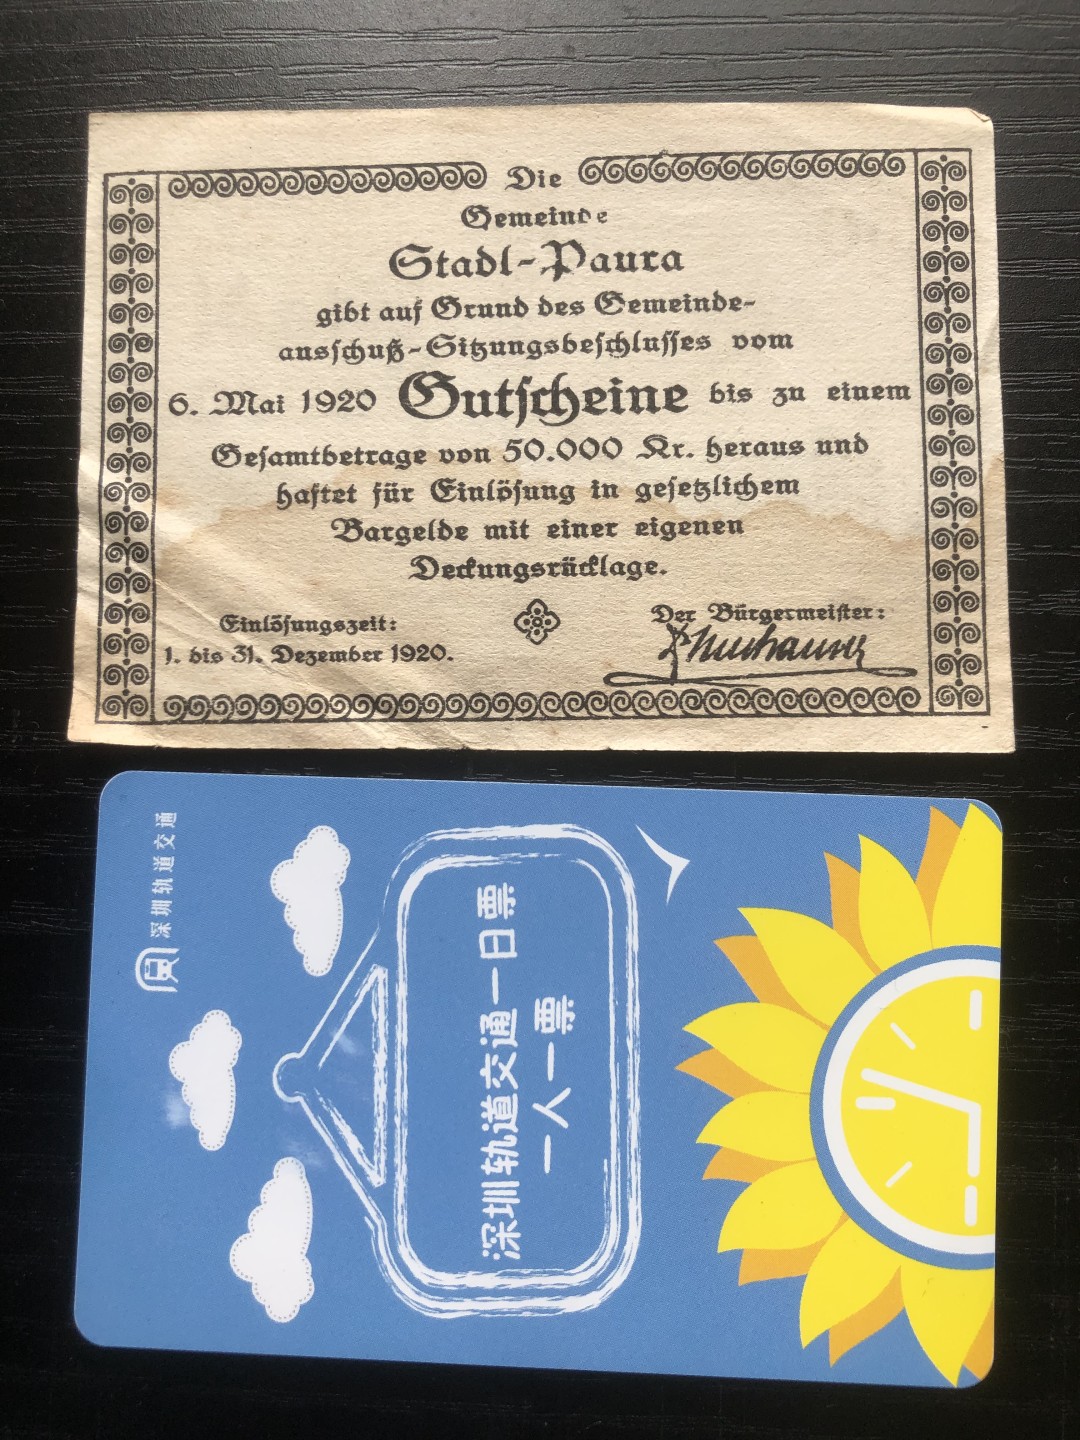 Die
Gemeinde
Stadl-Paura
gibt auf Grund des Gemeinde-
ausschuß-Sitzungsbeschlusses vom
6. Mai 1920 Gutscheine bis zu einem
Gesamtbetrage von 50.000 Kr. heraus und
haftet für Einlösung in gesetzlichem
Bargelde mit einer eigenen
Deckungsrücklage.
Einlösungszeit:
1. bis 31. Dezember 1920.
Der Bürgermeister:
深圳轨道交通
深圳轨道交通一日票
一人一票